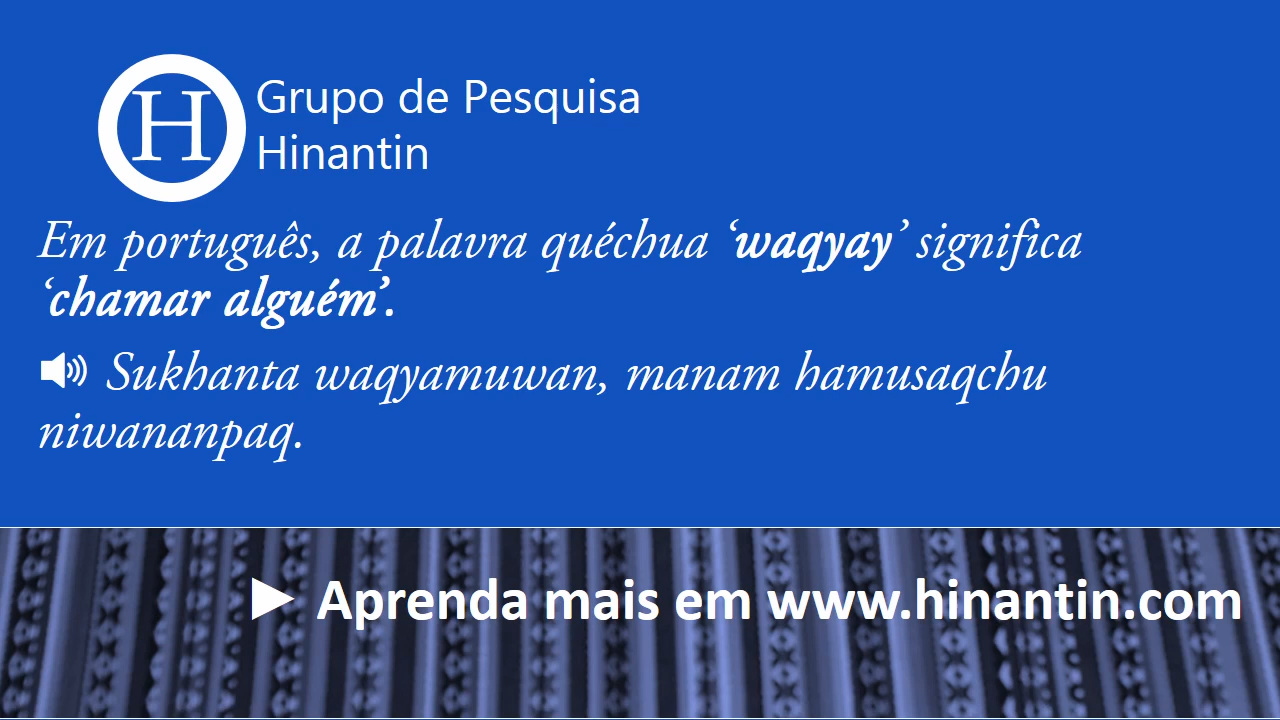 H
Grupo de Pesquisa
Hinantin
Em português, a palavra quéchua ‘waqyay’ significa
‘chamar alguém’.
Sukhanta waqyamuwan, manam hamusaqchu
niwananpaq.
► Aprenda mais em www.hinantin.com